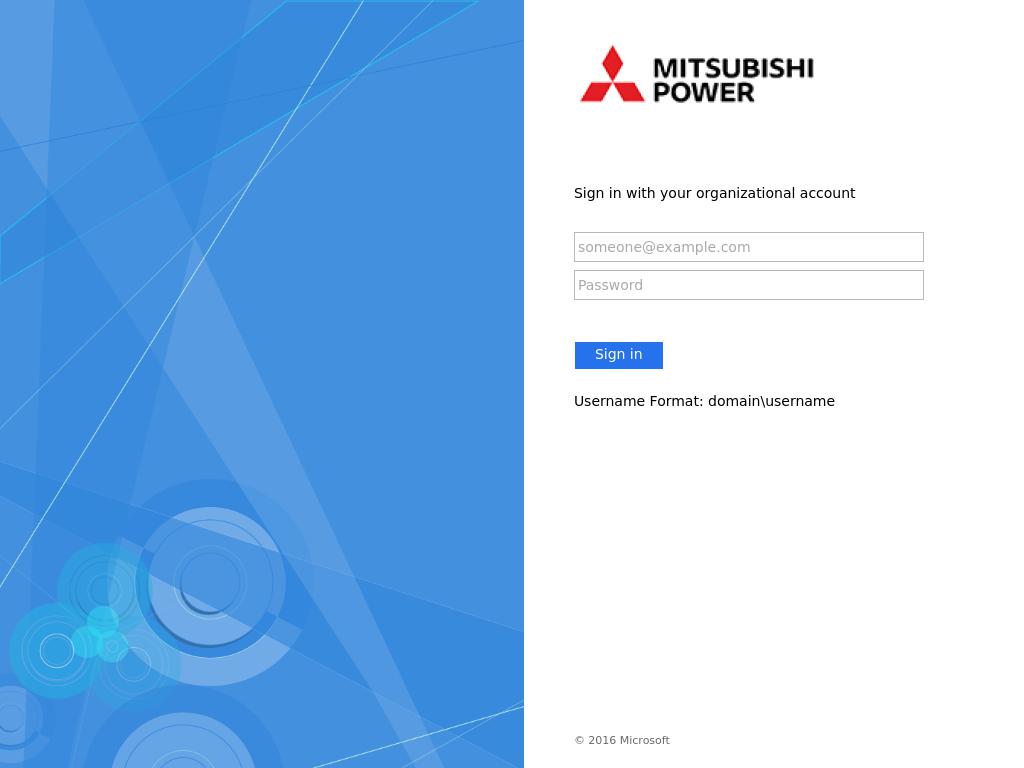 MITSUBISHI
POWER
Sign in with your organizational account
someone@example.com
Password
Sign in
Username Format: domain\username
© 2016 Microsoft